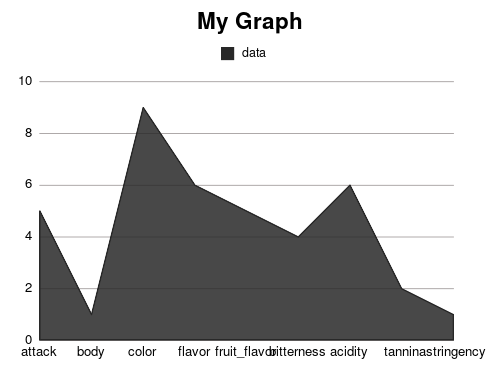 My Graph
data
10
8
6
4
2
0
attack body color flavor fruit_flavor bitterness acidity tannin astringency